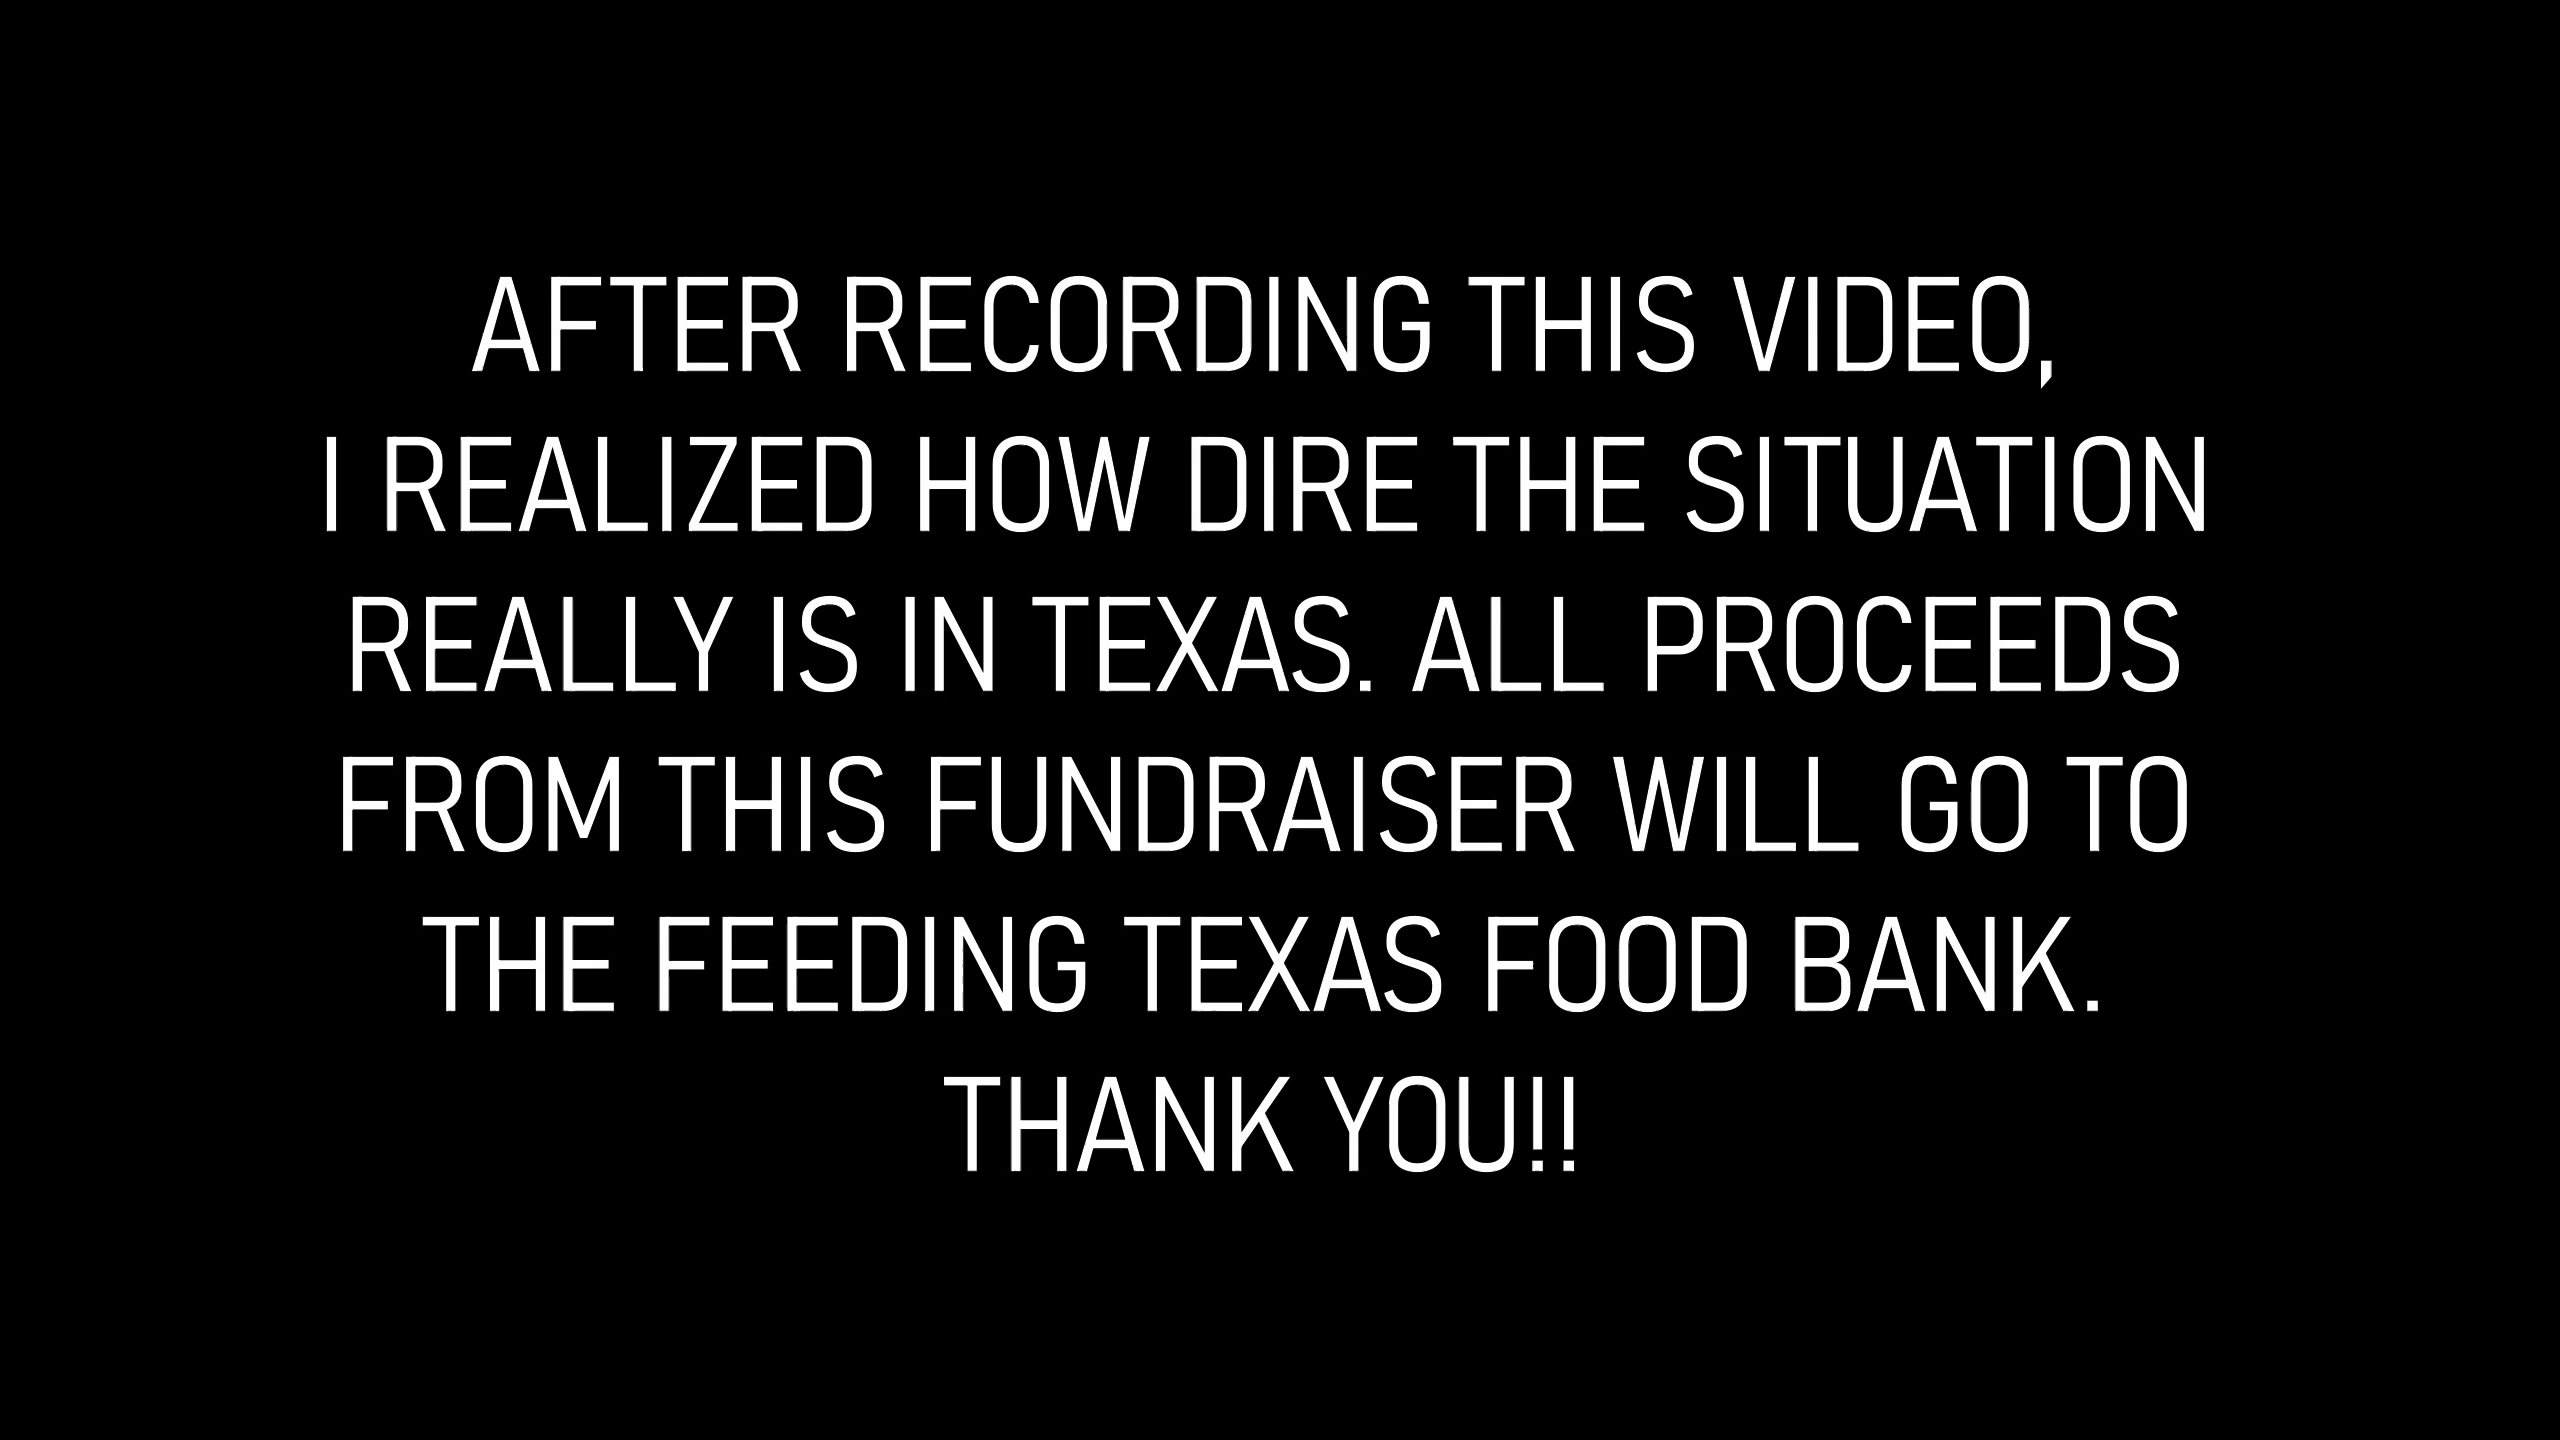 AFTER RECORDING THIS VIDEO,
I REALIZED HOW DIRE THE SITUATION
REALLY IS IN TEXAS. ALL PROCEEDS
FROM THIS FUNDRAISER WILL GO TO
THE FEEDING TEXAS FOOD BANK.
THANK YOU!!